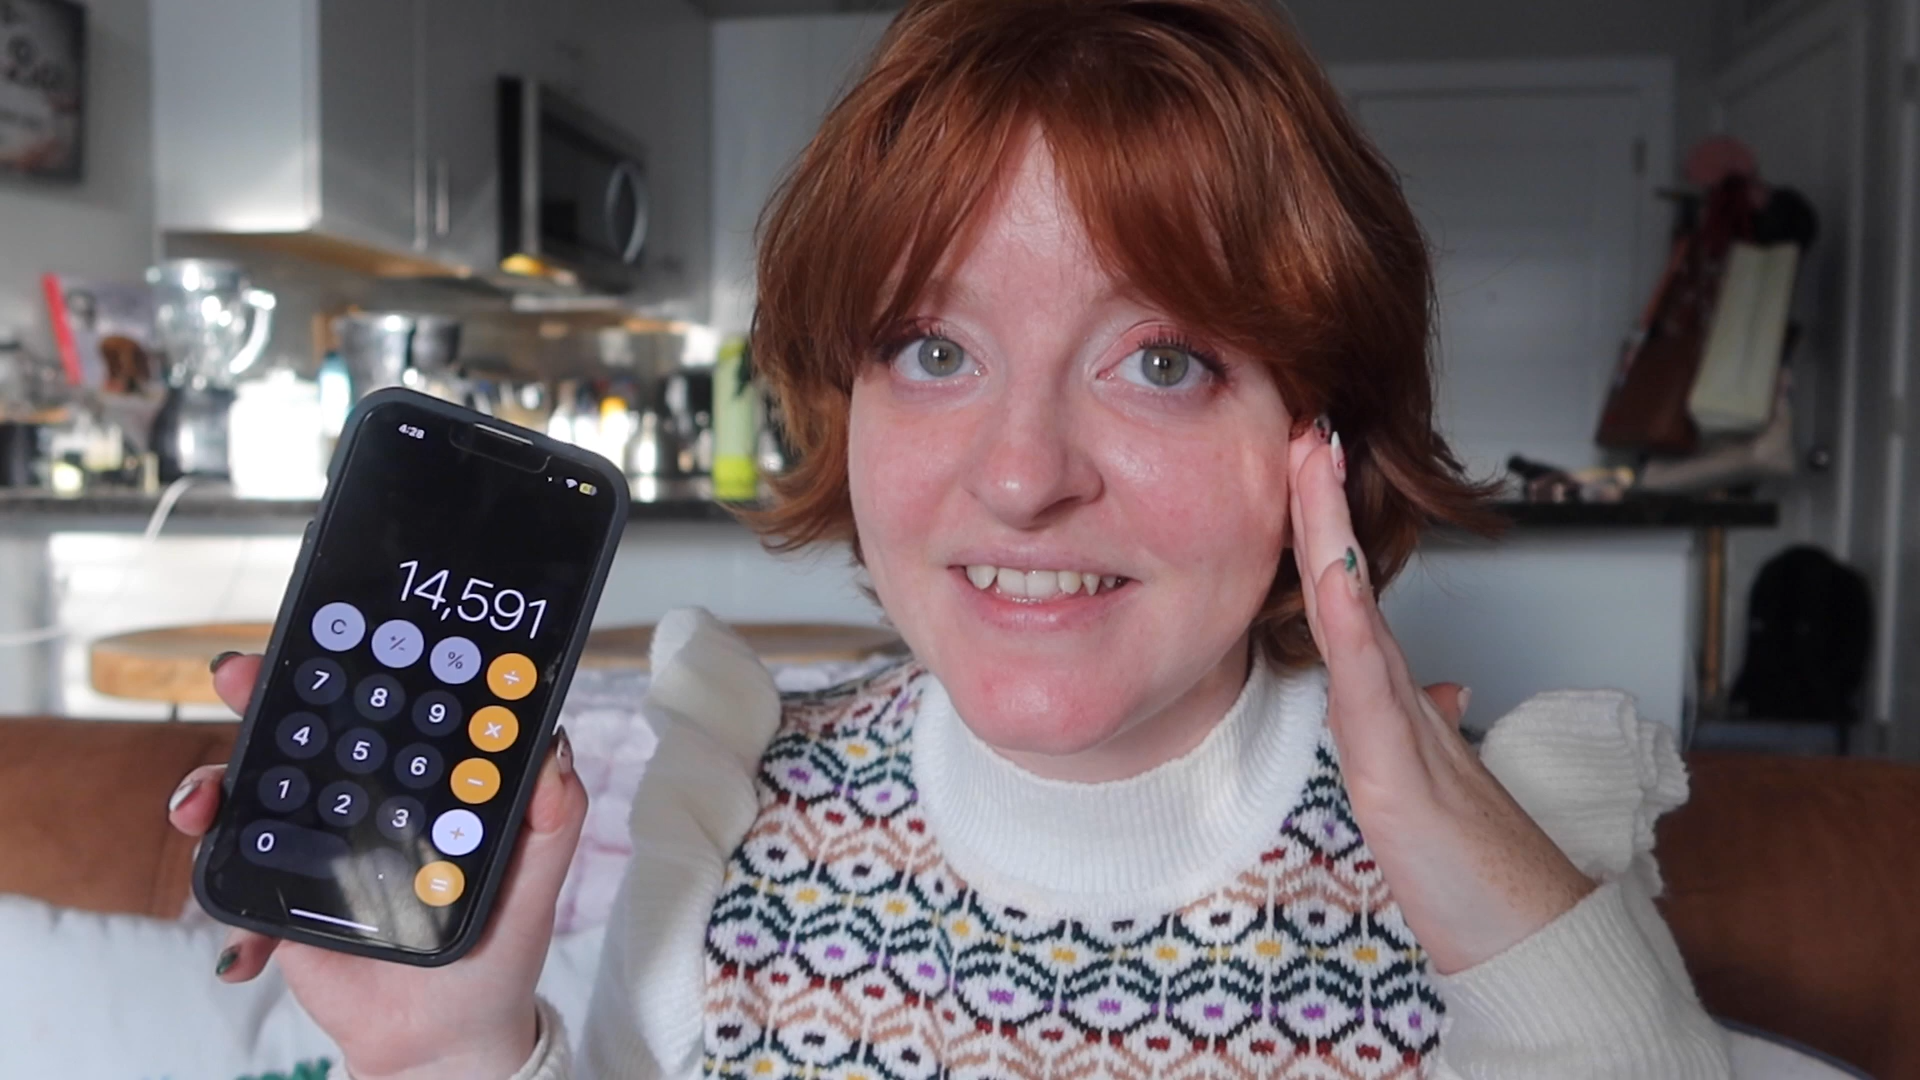 4:28
14,591
C +/- % ÷
7 8 9 ×
4 5 6 −
1 2 3 +
0 . =